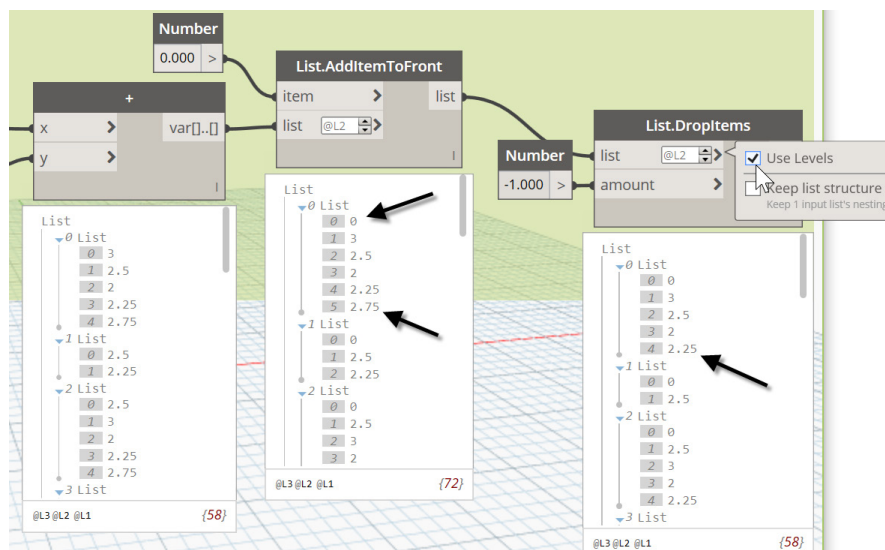 Number
0.000 >
+
x >
var[]..[]
y >
I
List.AddItemToFront
item >
list
list @L2 >
I
Number
-1.000 >
List.DropItems
list @L2 >
amount >
Use Levels
Keep list structure
Keep 1 input list's nesting
List
0 List
0 3
1 2.5
2 2
3 2.25
4 2.75
1 List
0 2.5
1 2.25
2 List
0 2.5
1 3
2 2
3 2.25
4 2.75
3 List
@L3 @L2 @L1
{58}
List
0 List
0 0
1 3
2 2.5
3 2
4 2.25
5 2.75
1 List
0 0
1 2.5
2 2.25
2 List
0 0
1 2.5
2 3
3 2
@L3 @L2 @L1
{72}
List
0 List
0 0
1 3
2 2.5
3 2
4 2.25
1 List
0 0
1 2.5
2 List
0 0
1 2.5
2 3
3 2
4 2.25
3 List
@L3 @L2 @L1
{58}